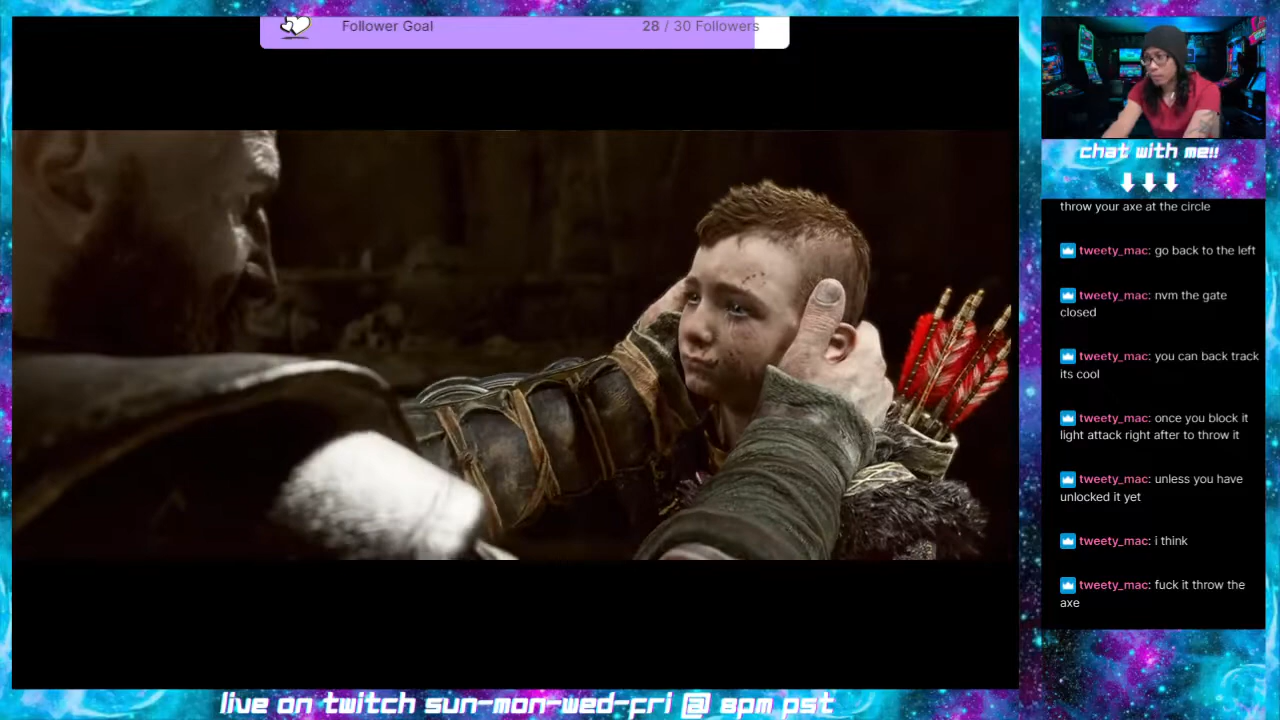 Follower Goal
28 / 30 Followers
chat with me!!
throw your axe at the circle
tweety_mac: go back to the left
tweety_mac: nvm the gate
closed
tweety_mac: you can back track
its cool
tweety_mac: once you block it
light attack right after to throw it
tweety_mac: unless you have
unlocked it yet
tweety_mac: i think
tweety_mac: fuck it throw the
axe
live on twitch sun-mon-wed-fri @ 8pm pst